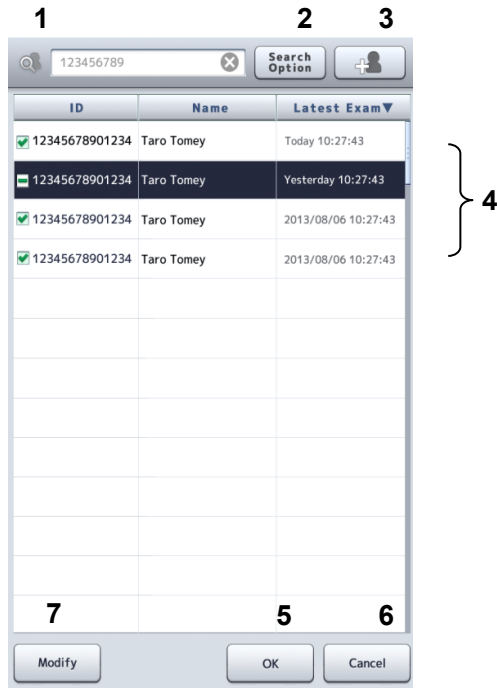 1 2 3
123456789 Search Option
ID Name Latest Exam▼
12345678901234 Taro Tomey Today 10:27:43
12345678901234 Taro Tomey Yesterday 10:27:43
4
12345678901234 Taro Tomey 2013/08/06 10:27:43
12345678901234 Taro Tomey 2013/08/06 10:27:43
7 5 6
Modify OK Cancel